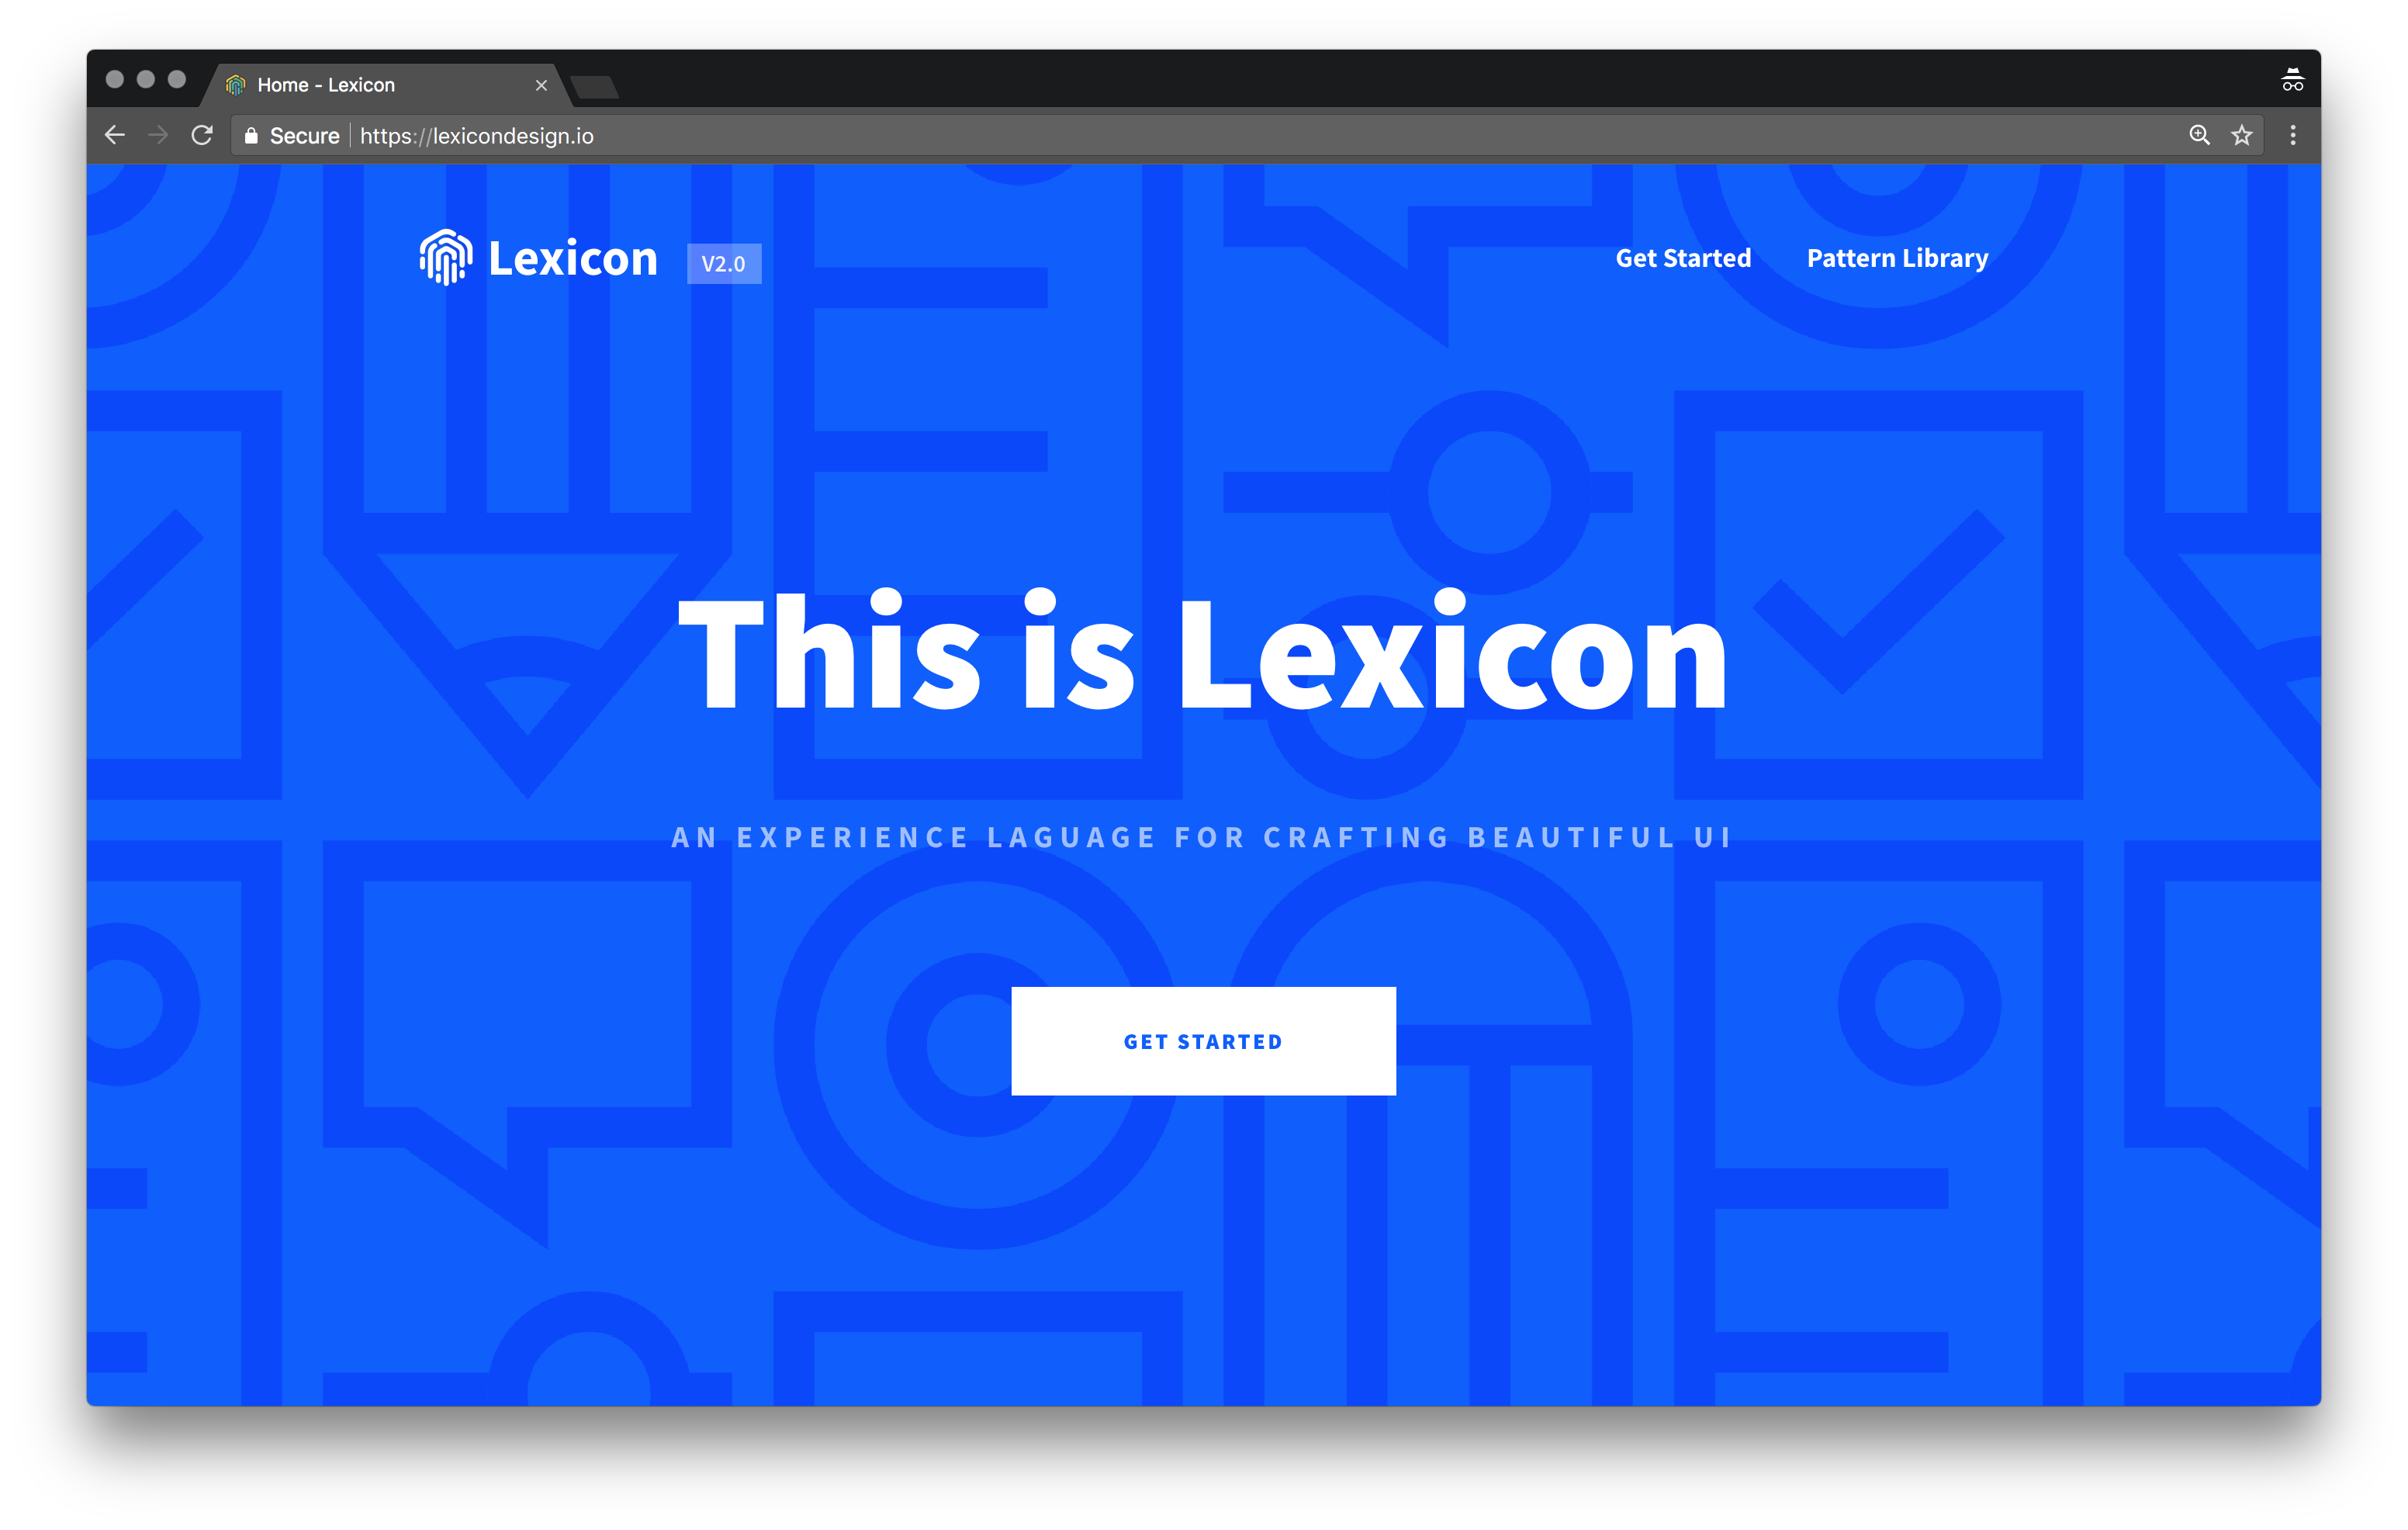 Home - Lexicon
Secure https://lexicondesign.io
Lexicon V2.0 Get Started Pattern Library
This is Lexicon
AN EXPERIENCE LAGUAGE FOR CRAFTING BEAUTIFUL UI
GET STARTED